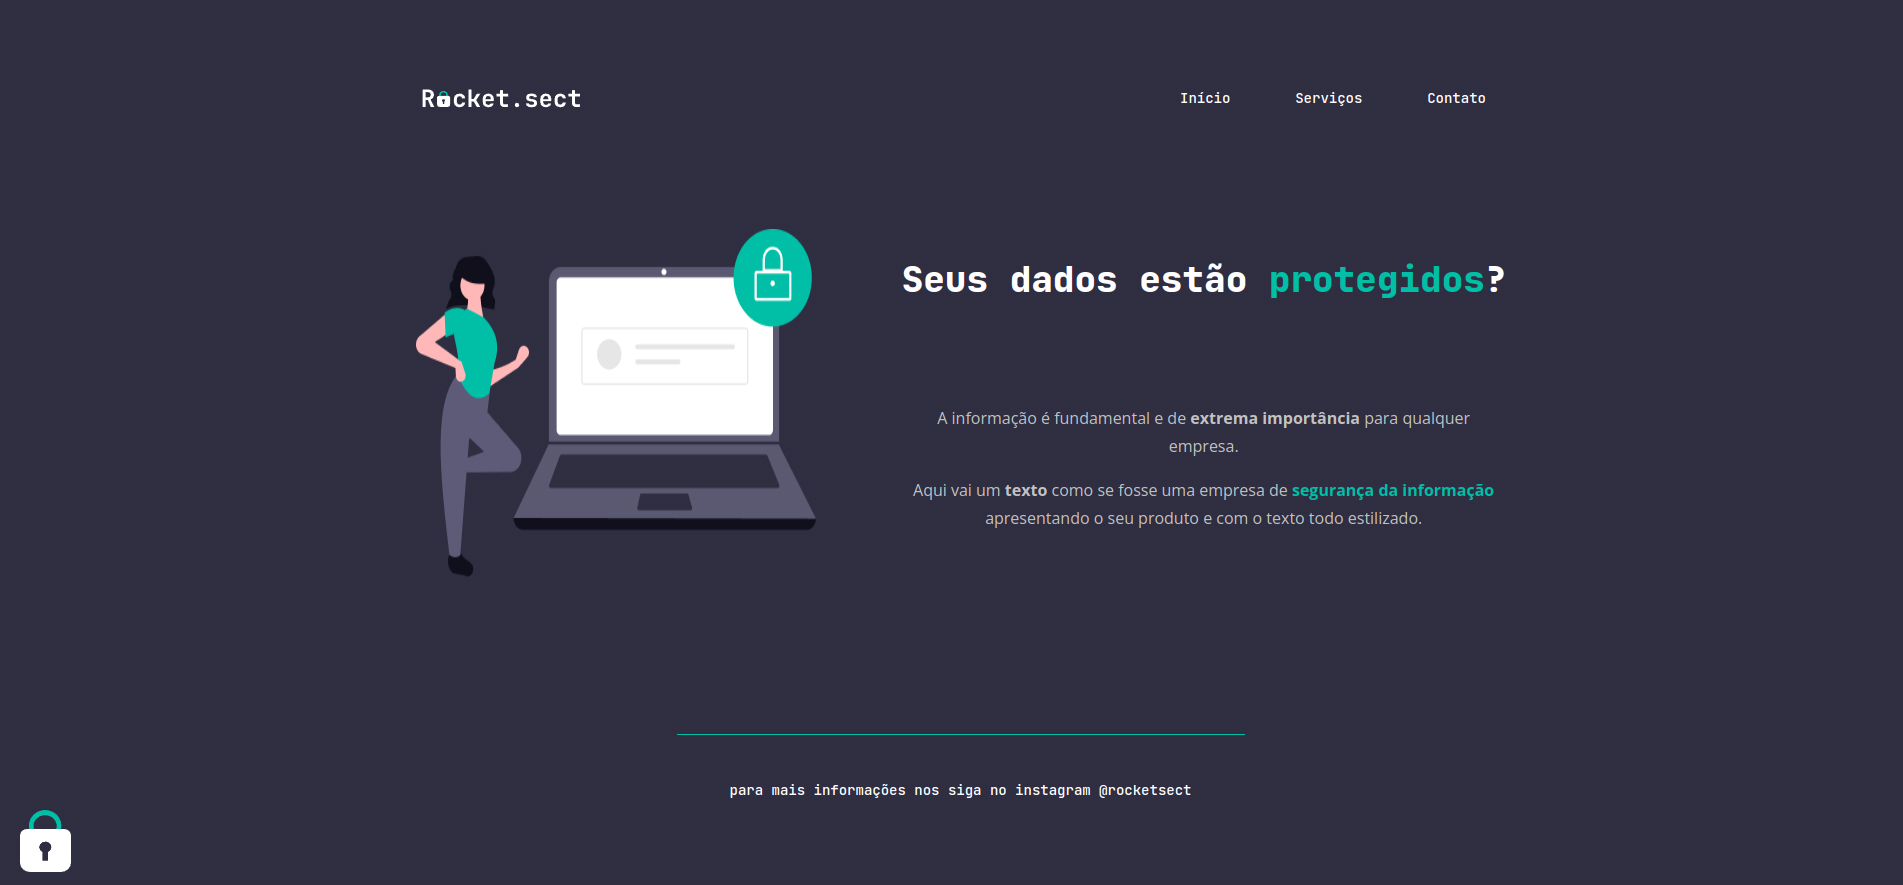 Rocket.sect
Início
Serviços
Contato
Seus dados estão protegidos?
A informação é fundamental e de extrema importância para qualquer
empresa.
Aqui vai um texto como se fosse uma empresa de segurança da informação
apresentando o seu produto e com o texto todo estilizado.
para mais informações nos siga no instagram @rocketsect